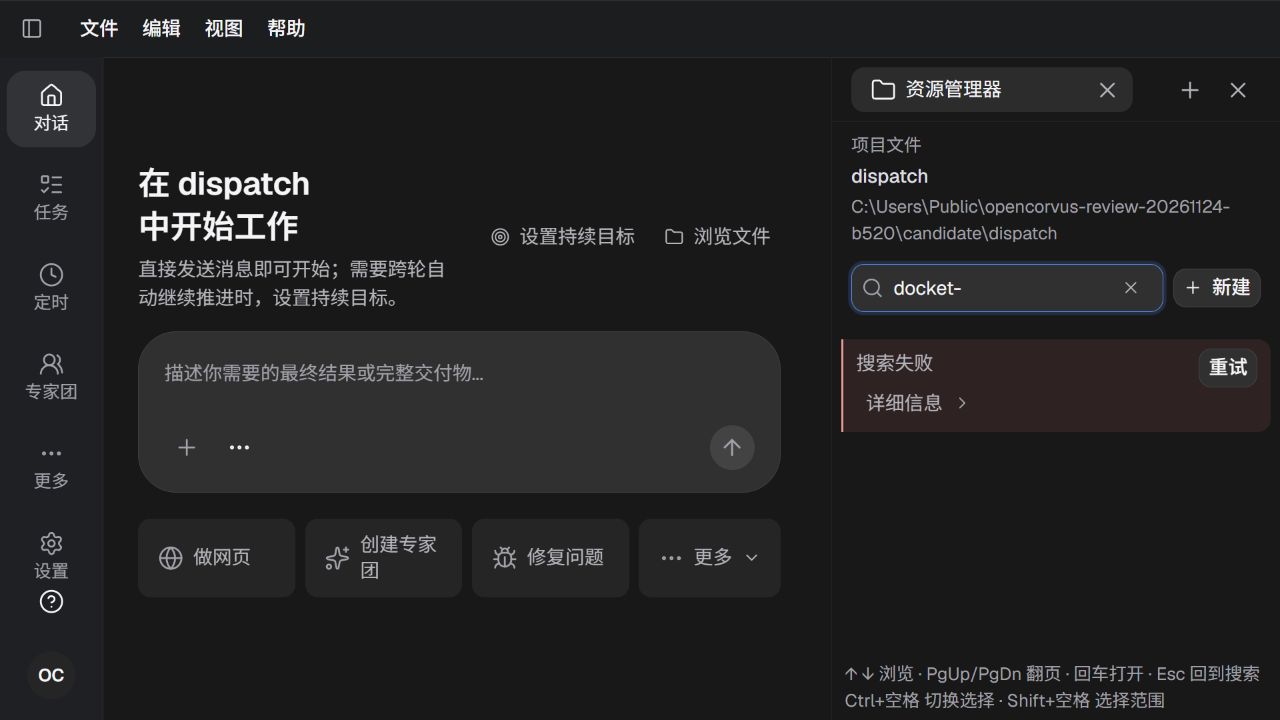 文件 编辑 视图 帮助
对话
任务
定时
专家团
更多
设置
OC
在 dispatch
中开始工作
直接发送消息即可开始；需要跨轮自
动继续推进时，设置持续目标。
设置持续目标 浏览文件
描述你需要的最终结果或完整交付物...
做网页
创建专家
团
修复问题
更多
资源管理器
项目文件
dispatch
C:\Users\Public\opencorvus-review-20261124-
b520\candidate\dispatch
docket-
新建
搜索失败
重试
详细信息
↑↓ 浏览 · PgUp/PgDn 翻页 · 回车打开 · Esc 回到搜索
Ctrl+空格 切换选择 · Shift+空格 选择范围